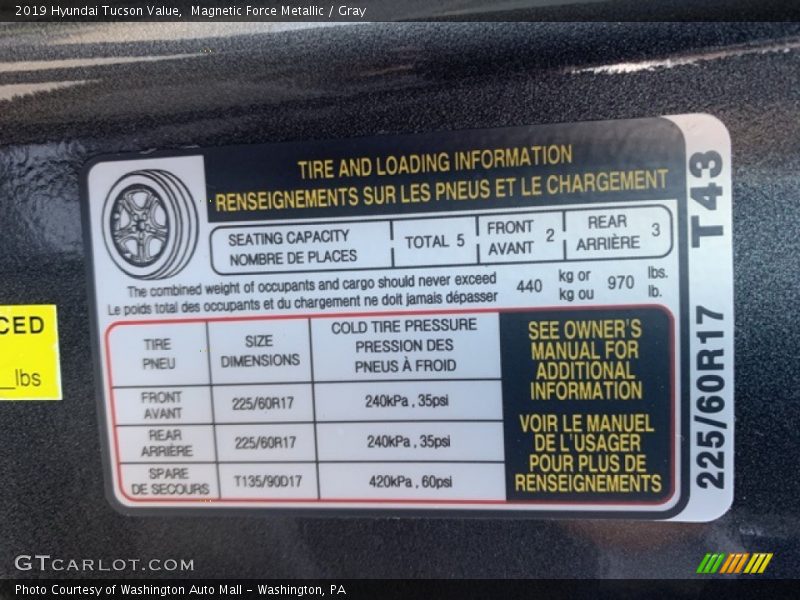 2019 Hyundai Tucson Value, Magnetic Force Metallic / Gray
TIRE AND LOADING INFORMATION
RENSEIGNEMENTS SUR LES PNEUS ET LE CHARGEMENT
SEATING CAPACITY
NOMBRE DE PLACES
TOTAL 5
FRONT
AVANT
2
REAR
ARRIÈRE
3
The combined weight of occupants and cargo should never exceed
Le poids total des occupants et du chargement ne doit jamais dépasser
440
kg or
kg ou
970
lbs.
lb.
TIRE
PNEU
SIZE
DIMENSIONS
COLD TIRE PRESSURE
PRESSION DES
PNEUS À FROID
FRONT
AVANT
225/60R17
240kPa , 35psi
REAR
ARRIÈRE
225/60R17
240kPa , 35psi
SPARE
DE SECOURS
T135/90D17
420kPa , 60psi
SEE OWNER'S
MANUAL FOR
ADDITIONAL
INFORMATION
VOIR LE MANUEL
DE L'USAGER
POUR PLUS DE
RENSEIGNEMENTS
225/60R17 T43
CED
lbs
GTCARLOT.COM
Photo Courtesy of Washington Auto Mall - Washington, PA